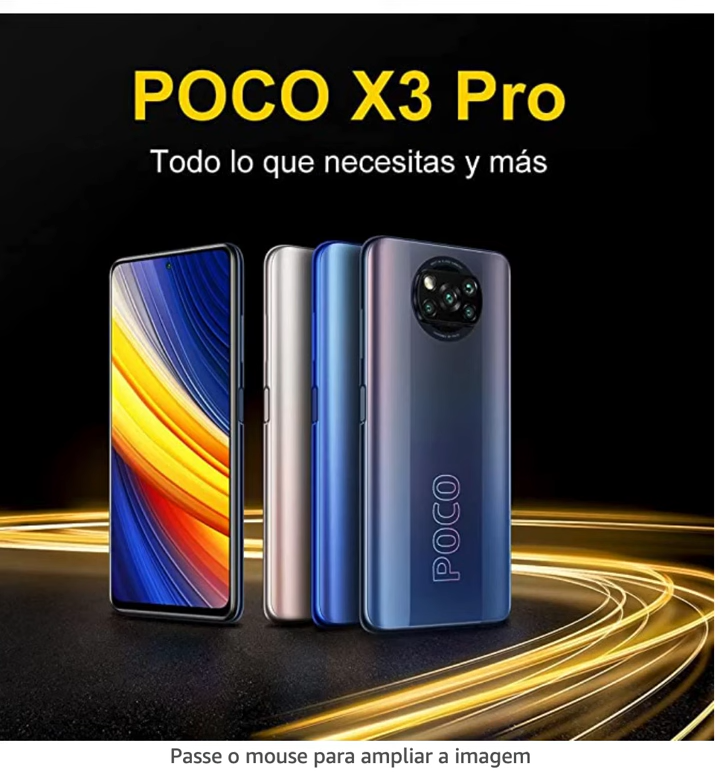 POCO X3 Pro
Todo lo que necesitas y más
POCO
Passe o mouse para ampliar a imagem